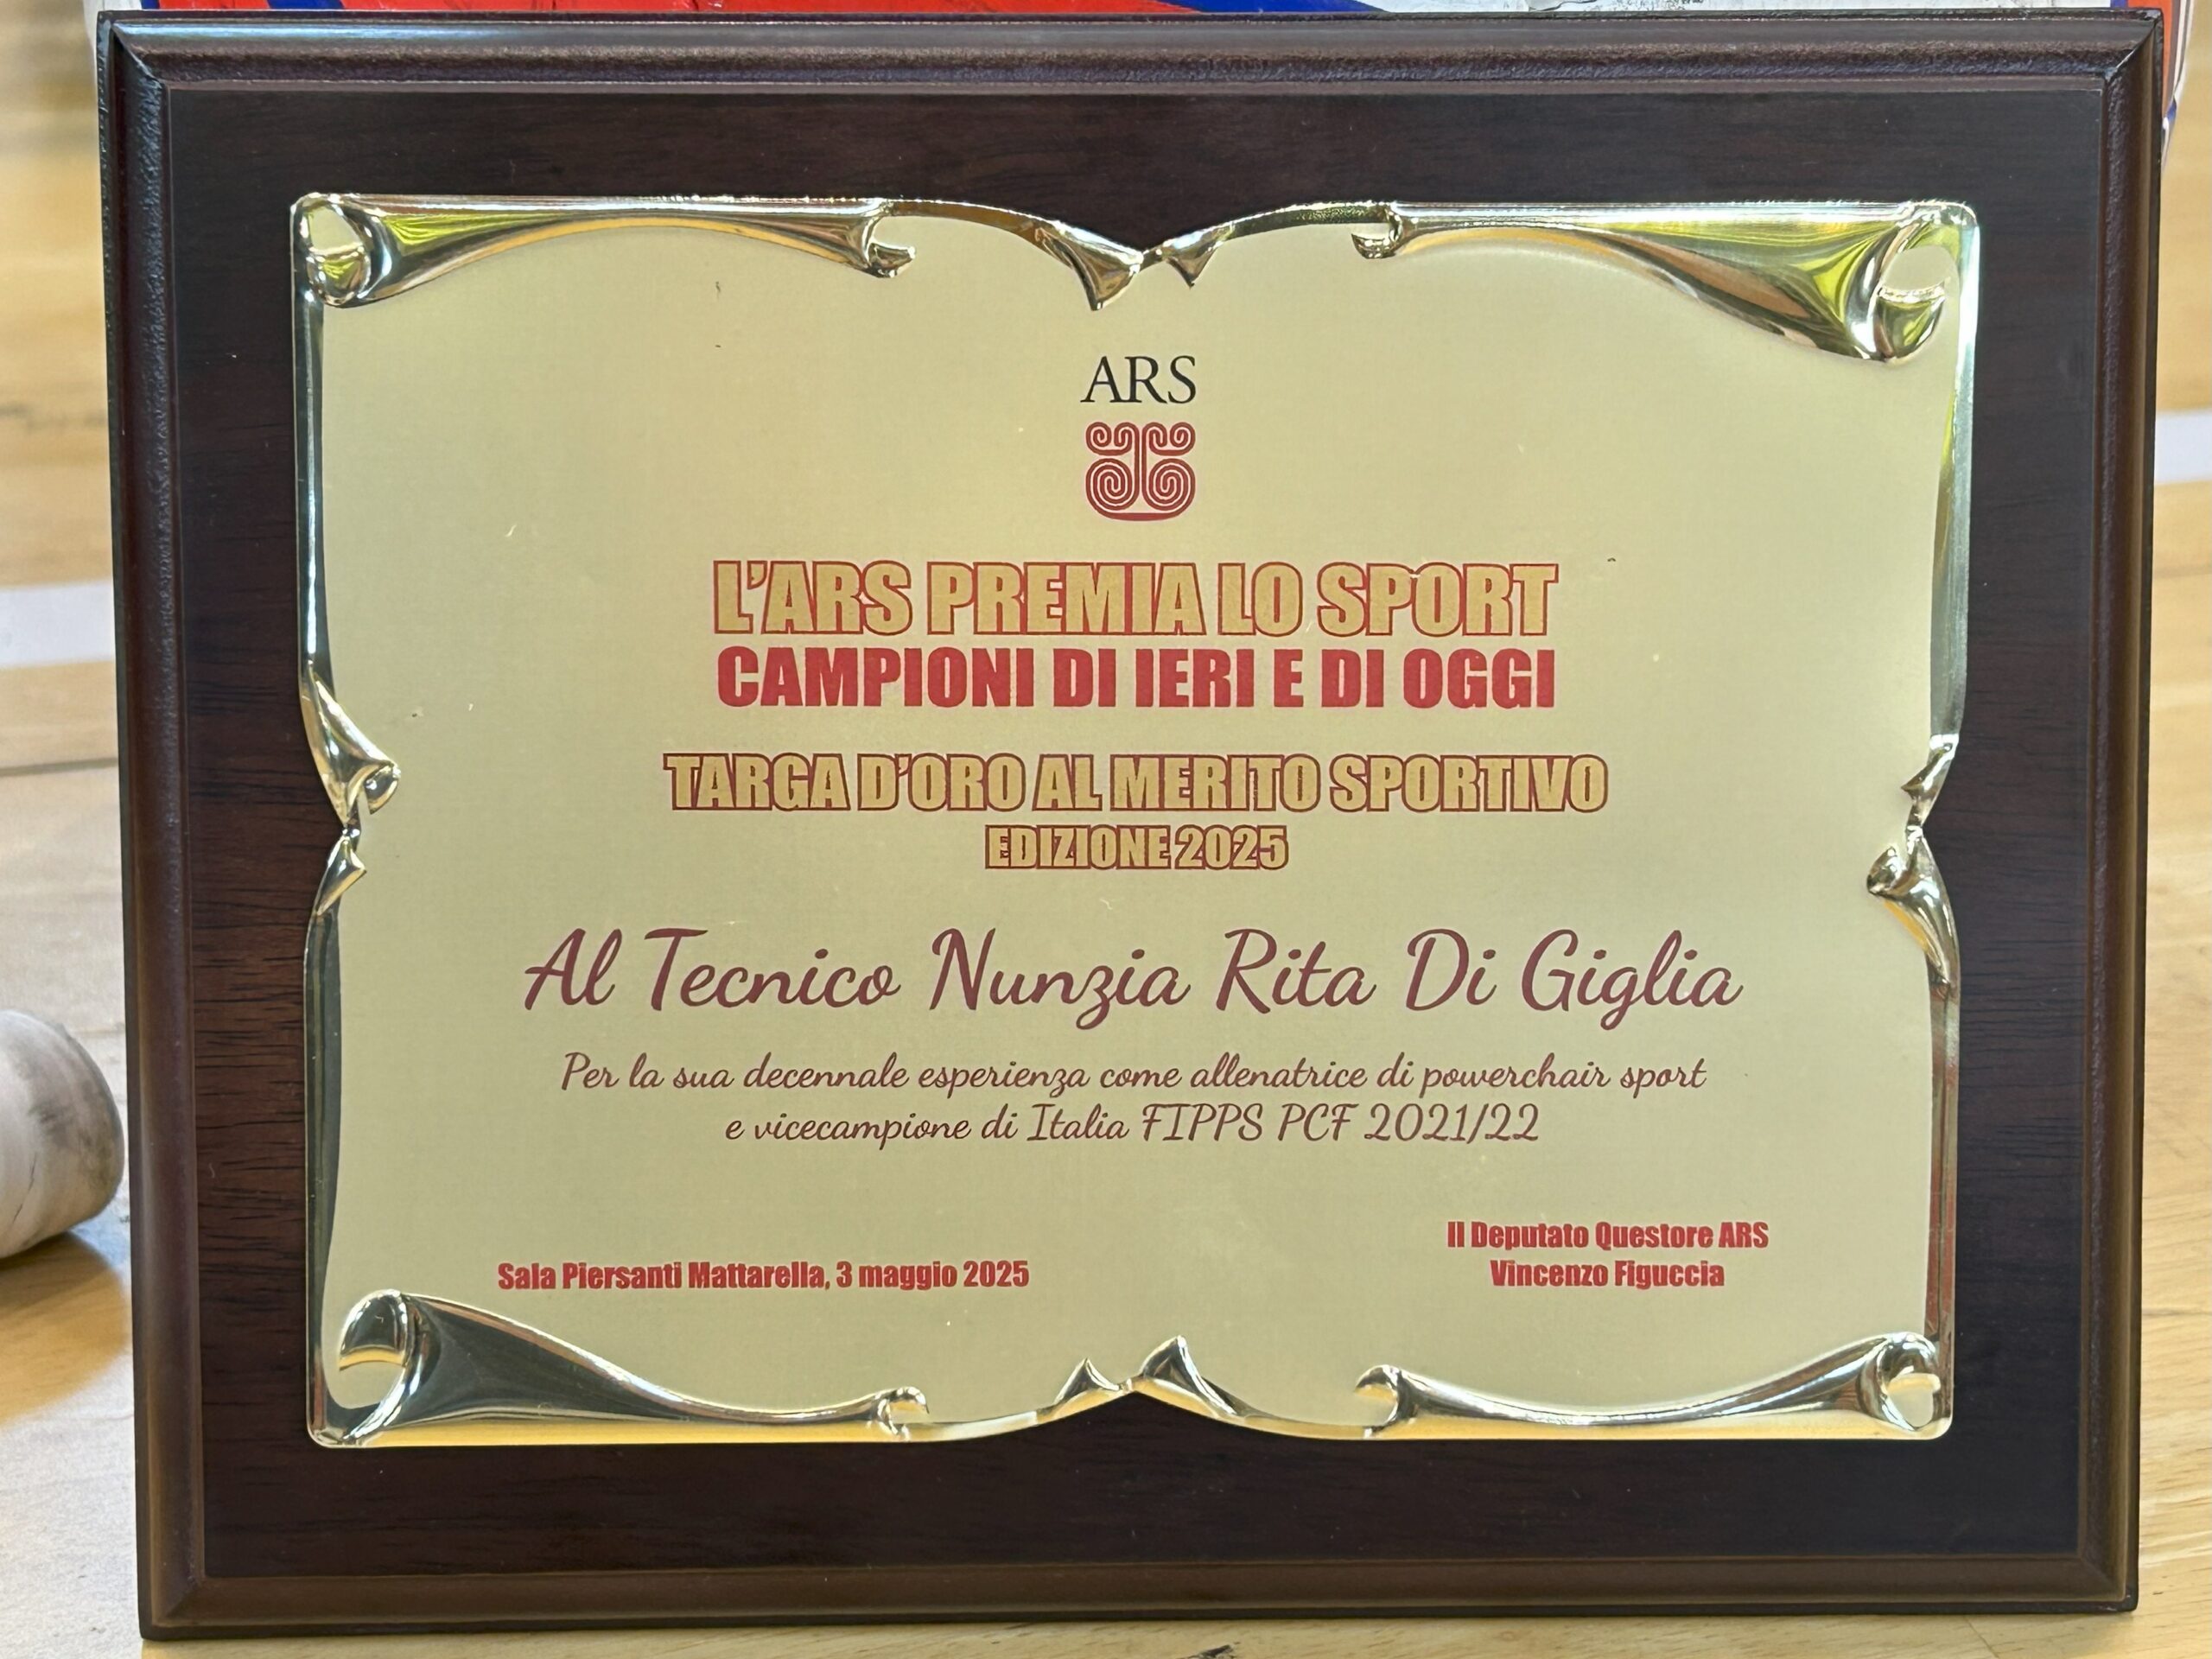 ARS
L'ARS PREMIA LO SPORT
CAMPIONI DI IERI E DI OGGI
TARGA D'ORO AL MERITO SPORTIVO
EDIZIONE 2025
Al Tecnico Nunzia Rita Di Giglia
Per la sua decennale esperienza come allenatrice di powerchair sport
e vicecampione di Italia FIPPS PCF 2021/22
Il Deputato Questore ARS
Sala Piersanti Mattarella, 3 maggio 2025
Vincenzo Figuccia